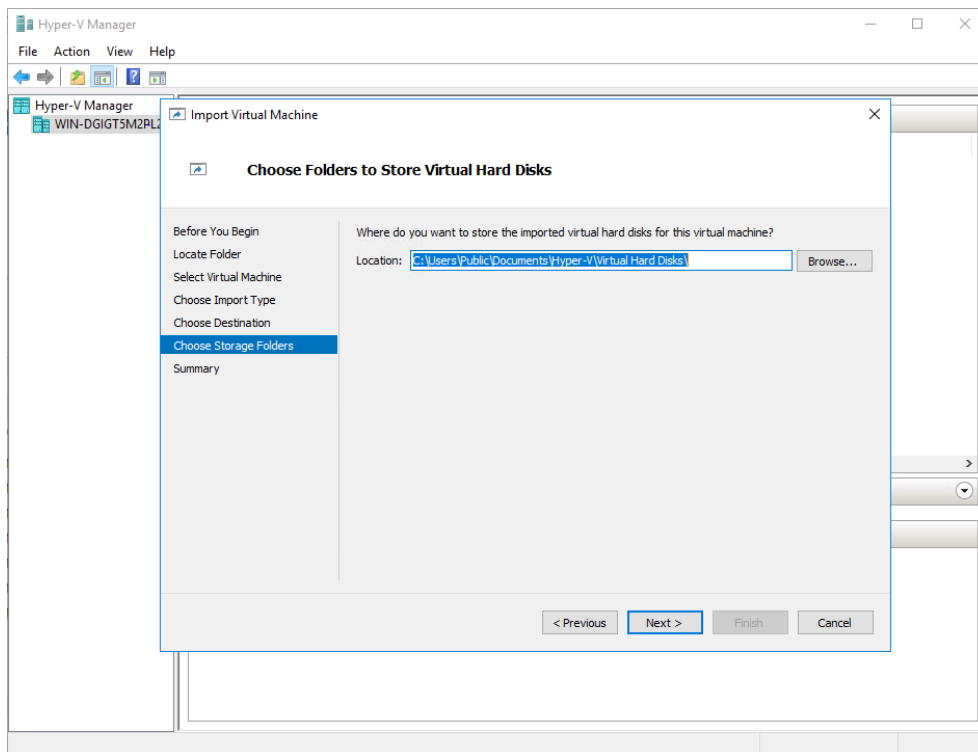 Hyper-V Manager
File Action View Help
Hyper-V Manager
WIN-DGIGT5M2PL2
Import Virtual Machine
Choose Folders to Store Virtual Hard Disks
Before You Begin
Locate Folder
Select Virtual Machine
Choose Import Type
Choose Destination
Choose Storage Folders
Summary
Where do you want to store the imported virtual hard disks for this virtual machine?
Location: C:\Users\Public\Documents\Hyper-V\Virtual Hard Disks\ Browse...
< Previous Next > Finish Cancel